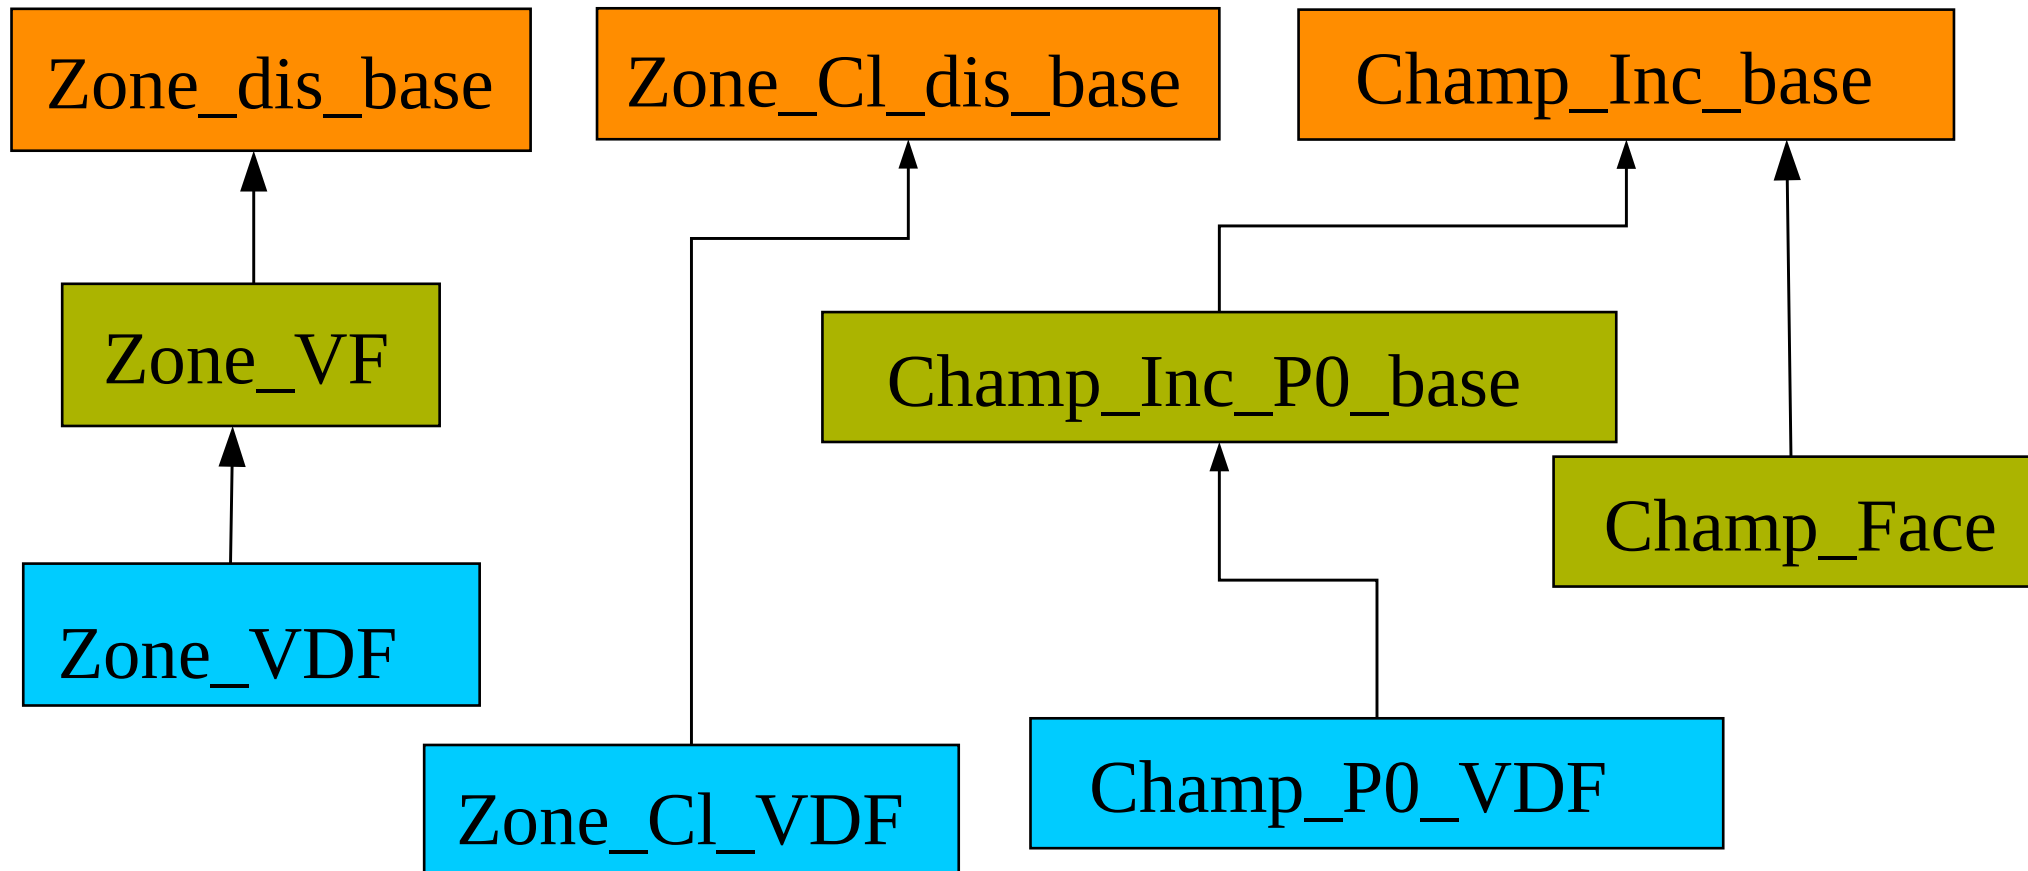 Zone_dis_base
Zone_Cl_dis_base
Champ_Inc_base
Zone_VF
Champ_Inc_P0_base
Champ_Face
Zone_VDF
Zone_Cl_VDF
Champ_P0_VDF